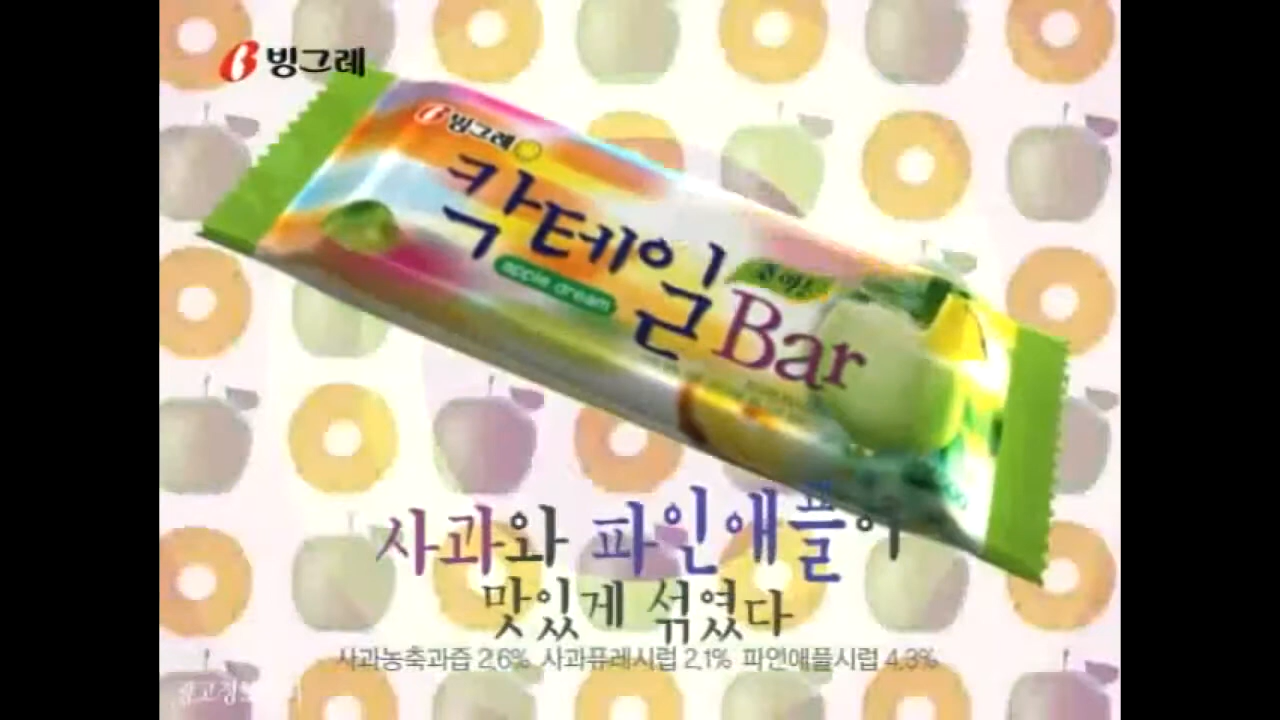 빙그레
빙그레
칵테일
apple dream
Bar
사과와 파인애플이
맛있게 섞였다
사과농축과즙 2.6% 사과퓨레시럽 2.1% 파인애플시럽 4.3%